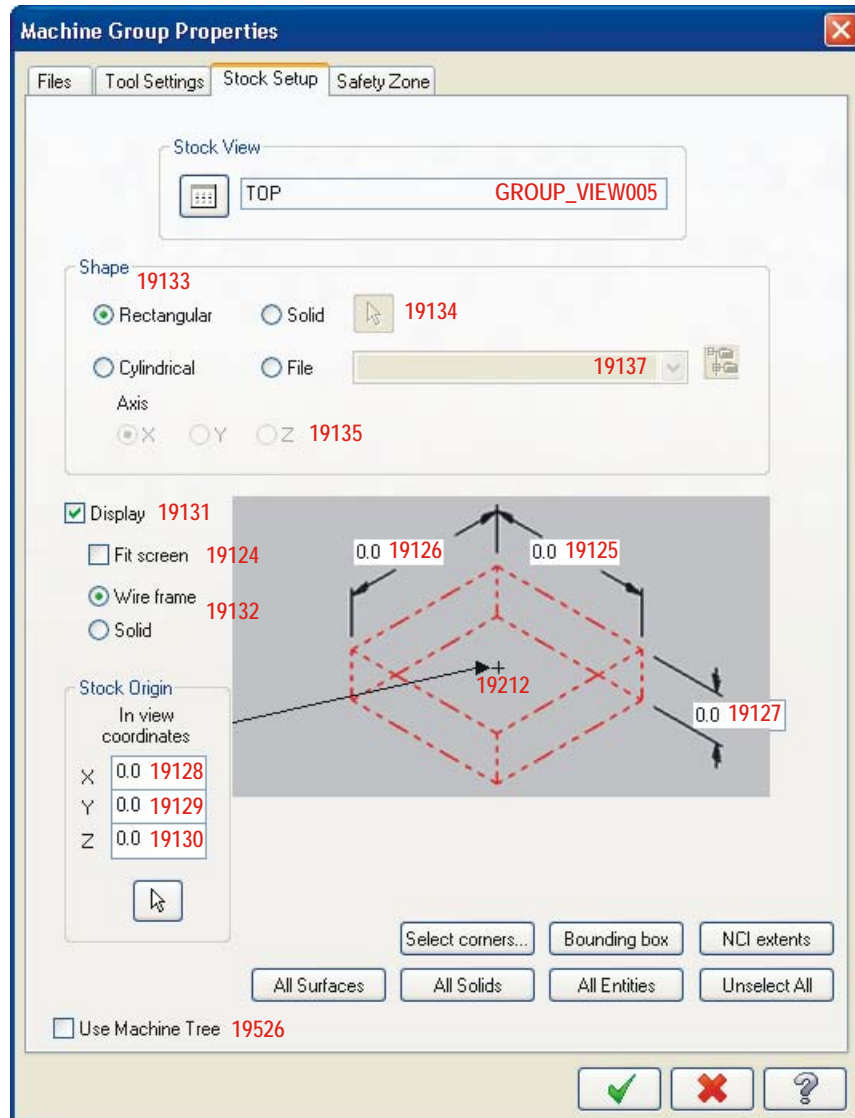 Machine Group Properties
Files Tool Settings Stock Setup Safety Zone
Stock View
TOP GROUP_VIEW005
Shape
19133
Rectangular Solid 19134
Cylindrical File 19137
Axis
X Y Z 19135
Display 19131
Fit screen 19124
Wire frame
19132
Solid
0.0 19126 0.0 19125
19212
0.0 19127
Stock Origin
In view
coordinates
X 0.0 19128
Y 0.0 19129
Z 0.0 19130
Select corners... Bounding box NCI extents
All Surfaces All Solids All Entities Unselect All
Use Machine Tree 19526